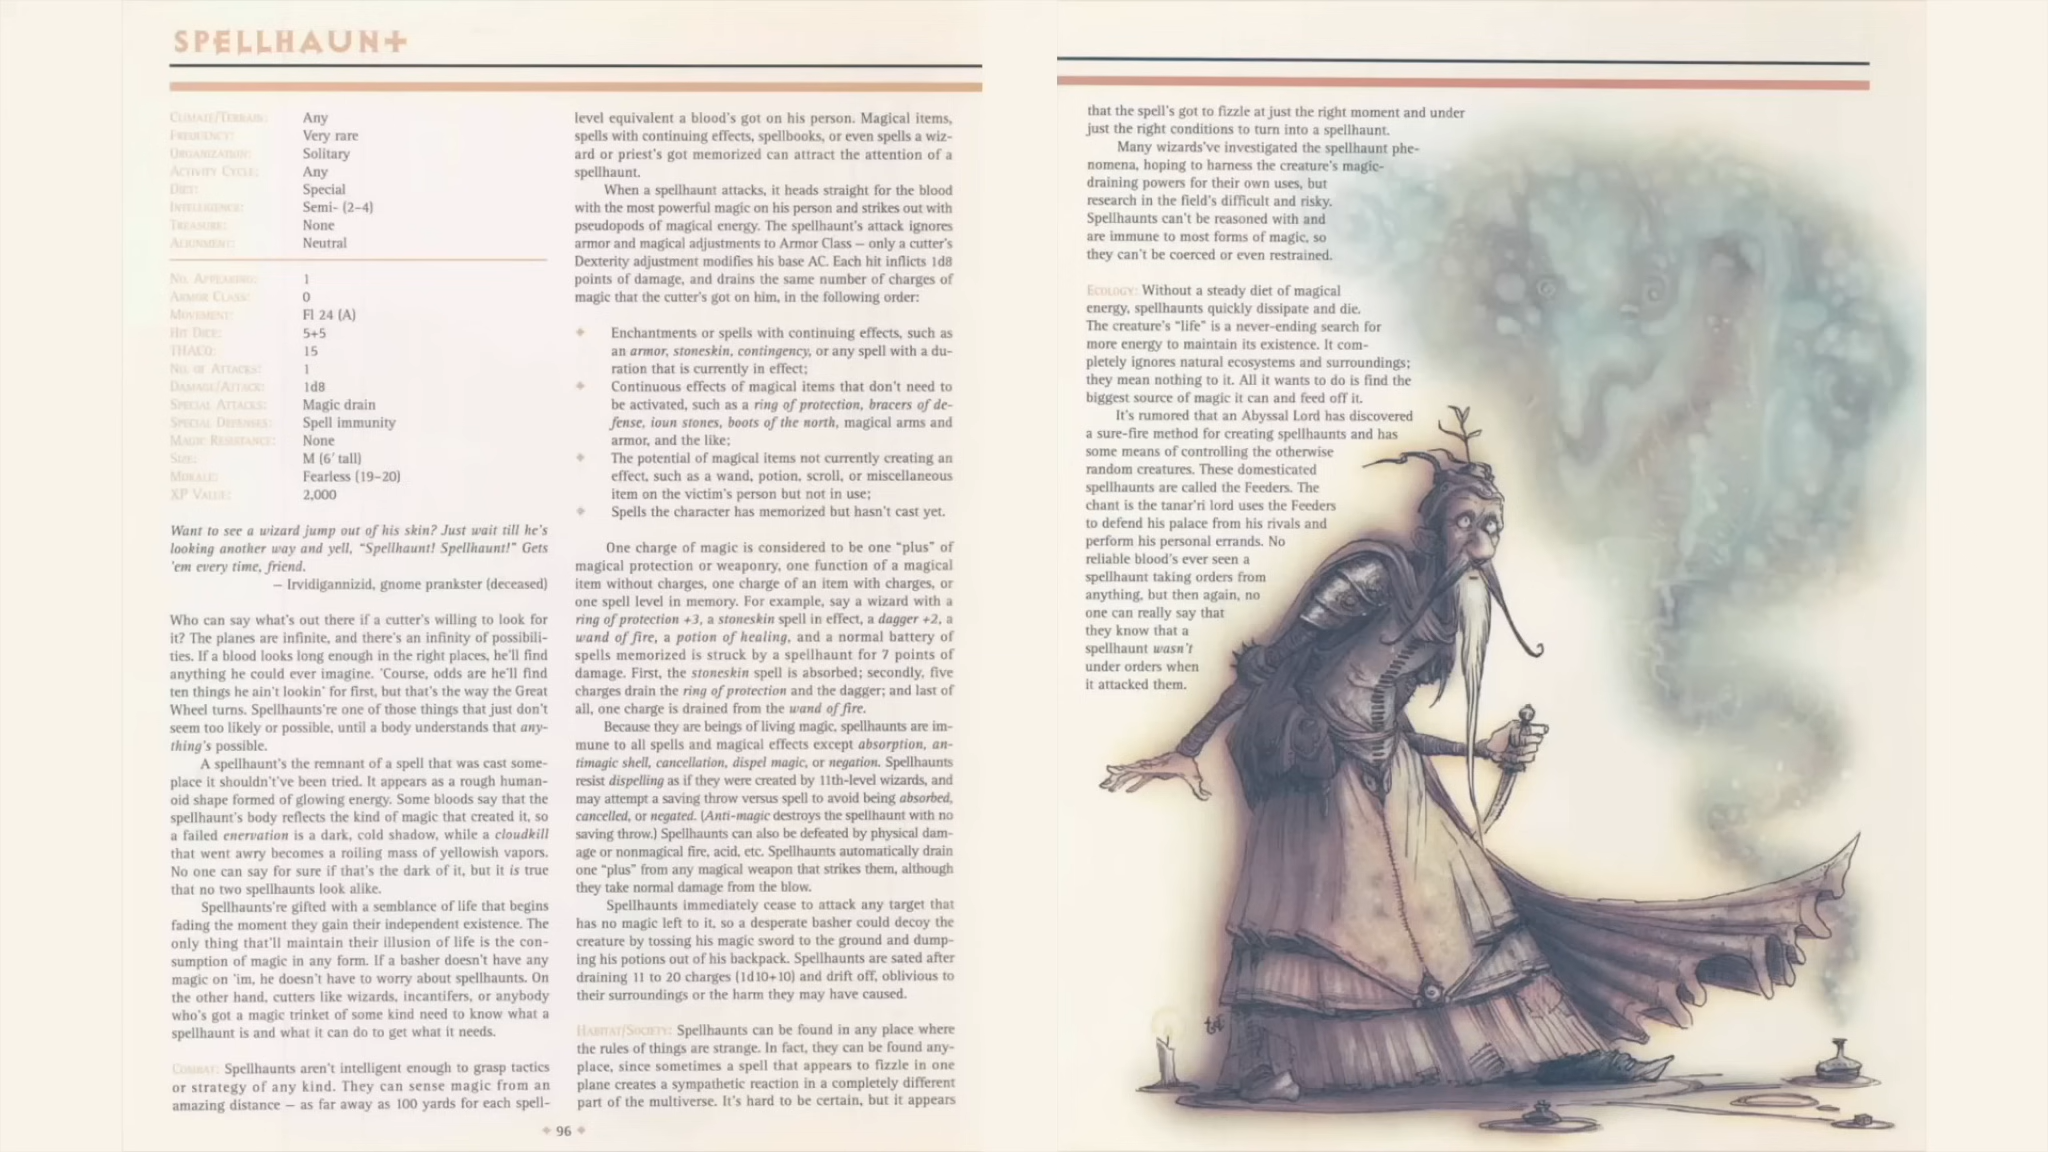 SPELLHAUNT
CLIMATE/TERRAIN: Any
FREQUENCY: Very rare
ORGANIZATION: Solitary
ACTIVITY CYCLE: Any
DIET: Special
INTELLIGENCE: Semi- (2–4)
TREASURE: None
ALIGNMENT: Neutral
NO. APPEARING: 1
ARMOR CLASS: 0
MOVEMENT: Fl 24 (A)
HIT DICE: 5+5
THAC0: 15
NO. OF ATTACKS: 1
DAMAGE/ATTACK: 1d8
SPECIAL ATTACKS: Magic drain
SPECIAL DEFENSES: Spell immunity
MAGIC RESISTANCE: None
SIZE: M (6' tall)
MORALE: Fearless (19–20)
XP VALUE: 2,000
Want to see a wizard jump out of his skin? Just wait till he's
looking another way and yell, "Spellhaunt! Spellhaunt!" Gets
'em every time, friend.
– Irvidigannizid, gnome prankster (deceased)
Who can say what's out there if a cutter's willing to look for
it? The planes are infinite, and there's an infinity of possibili-
ties. If a blood looks long enough in the right places, he'll find
anything he could ever imagine. 'Course, odds are he'll find
ten things he ain't lookin' for first, but that's the way the Great
Wheel turns. Spellhaunts're one of those things that just don't
seem too likely or possible, until a body understands that any-
thing's possible.
A spellhaunt's the remnant of a spell that was cast some-
place it shouldn't've been tried. It appears as a rough human-
oid shape formed of glowing energy. Some bloods say that the
spellhaunt's body reflects the kind of magic that created it, so
a failed enervation is a dark, cold shadow, while a cloudkill
that went awry becomes a roiling mass of yellowish vapors.
No one can say for sure if that's the dark of it, but it is true
that no two spellhaunts look alike.
Spellhaunts're gifted with a semblance of life that begins
fading the moment they gain their independent existence. The
only thing that'll maintain their illusion of life is the con-
sumption of magic in any form. If a basher doesn't have any
magic on 'im, he doesn't have to worry about spellhaunts. On
the other hand, cutters like wizards, incantifers, or anybody
who's got a magic trinket of some kind need to know what a
spellhaunt is and what it can do to get what it needs.
COMBAT: Spellhaunts aren't intelligent enough to grasp tactics
or strategy of any kind. They can sense magic from an
amazing distance – as far away as 100 yards for each spell-
level equivalent a blood's got on his person. Magical items,
spells with continuing effects, spellbooks, or even spells a wiz-
ard or priest's got memorized can attract the attention of a
spellhaunt.
When a spellhaunt attacks, it heads straight for the blood
with the most powerful magic on his person and strikes out with
pseudopods of magical energy. The spellhaunt's attack ignores
armor and magical adjustments to Armor Class – only a cutter's
Dexterity adjustment modifies his base AC. Each hit inflicts 1d8
points of damage, and drains the same number of charges of
magic that the cutter's got on him, in the following order:
Enchantments or spells with continuing effects, such as
an armor, stoneskin, contingency, or any spell with a du-
ration that is currently in effect;
Continuous effects of magical items that don't need to
be activated, such as a ring of protection, bracers of de-
fense, ioun stones, boots of the north, magical arms and
armor, and the like;
The potential of magical items not currently creating an
effect, such as a wand, potion, scroll, or miscellaneous
item on the victim's person but not in use;
Spells the character has memorized but hasn't cast yet.
One charge of magic is considered to be one "plus" of
magical protection or weaponry, one function of a magical
item without charges, one charge of an item with charges, or
one spell level in memory. For example, say a wizard with a
ring of protection +3, a stoneskin spell in effect, a dagger +2, a
wand of fire, a potion of healing, and a normal battery of
spells memorized is struck by a spellhaunt for 7 points of
damage. First, the stoneskin spell is absorbed; secondly, five
charges drain the ring of protection and the dagger; and last of
all, one charge is drained from the wand of fire.
Because they are beings of living magic, spellhaunts are im-
mune to all spells and magical effects except absorption, an-
timagic shell, cancellation, dispel magic, or negation. Spellhaunts
resist dispelling as if they were created by 11th-level wizards, and
may attempt a saving throw versus spell to avoid being absorbed,
cancelled, or negated. (Anti-magic destroys the spellhaunt with no
saving throw.) Spellhaunts can also be defeated by physical dam-
age or nonmagical fire, acid, etc. Spellhaunts automatically drain
one "plus" from any magical weapon that strikes them, although
they take normal damage from the blow.
Spellhaunts immediately cease to attack any target that
has no magic left to it, so a desperate basher could decoy the
creature by tossing his magic sword to the ground and dump-
ing his potions out of his backpack. Spellhaunts are sated after
draining 11 to 20 charges (1d10+10) and drift off, oblivious to
their surroundings or the harm they may have caused.
HABITAT/SOCIETY: Spellhaunts can be found in any place where
the rules of things are strange. In fact, they can be found any-
place, since sometimes a spell that appears to fizzle in one
plane creates a sympathetic reaction in a completely different
part of the multiverse. It's hard to be certain, but it appears
96
that the spell's got to fizzle at just the right moment and under
just the right conditions to turn into a spellhaunt.
Many wizards've investigated the spellhaunt phe-
nomena, hoping to harness the creature's magic-
draining powers for their own uses, but
research in the field's difficult and risky.
Spellhaunts can't be reasoned with and
are immune to most forms of magic, so
they can't be coerced or even restrained.
ECOLOGY: Without a steady diet of magical
energy, spellhaunts quickly dissipate and die.
The creature's "life" is a never-ending search for
more energy to maintain its existence. It com-
pletely ignores natural ecosystems and surroundings;
they mean nothing to it. All it wants to do is find the
biggest source of magic it can and feed off it.
It's rumored that an Abyssal Lord has discovered
a sure-fire method for creating spellhaunts and has
some means of controlling the otherwise
random creatures. These domesticated
spellhaunts are called the Feeders. The
chant is the tanar'ri lord uses the Feeders
to defend his palace from his rivals and
perform his personal errands. No
reliable blood's ever seen a
spellhaunt taking orders from
anything, but then again, no
one can really say that
they know that a
spellhaunt wasn't
under orders when
it attacked them.